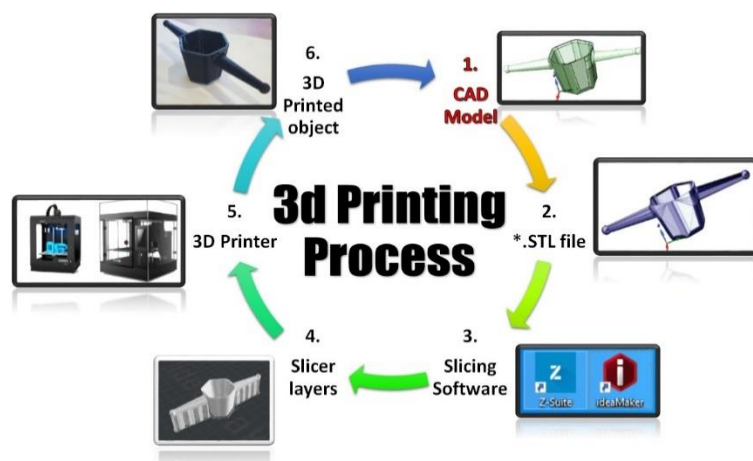 3d Printing
Process
1.
CAD
Model
2.
*.STL file
3.
Slicing
Software
Z
Z-Suite
i
ideaMaker
4.
Slicer
layers
5.
3D Printer
6.
3D
Printed
object